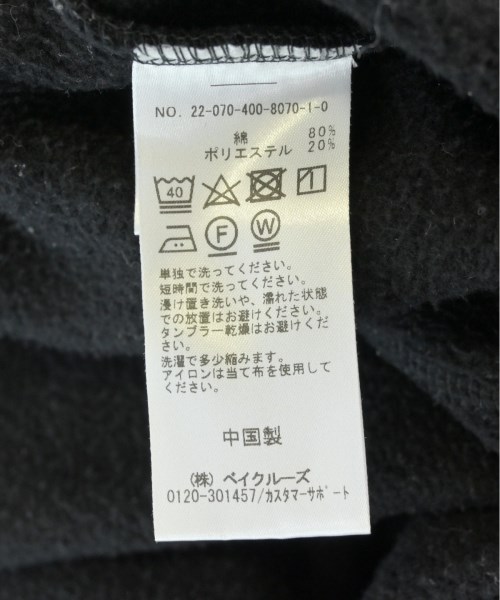 NO. 22-070-400-8070-1-0
綿 80%
ポリエステル 20%
40
F W
単独で洗ってください。
短時間で洗ってください。
浸け置き洗いや、濡れた状態
での放置はお避けください。
タンブラー乾燥はお避けくだ
さい。
洗濯で多少縮みます。
アイロンは当て布を使用して
ください。
中国製
(株) ベイクルーズ
0120-301457/カスタマーサポート